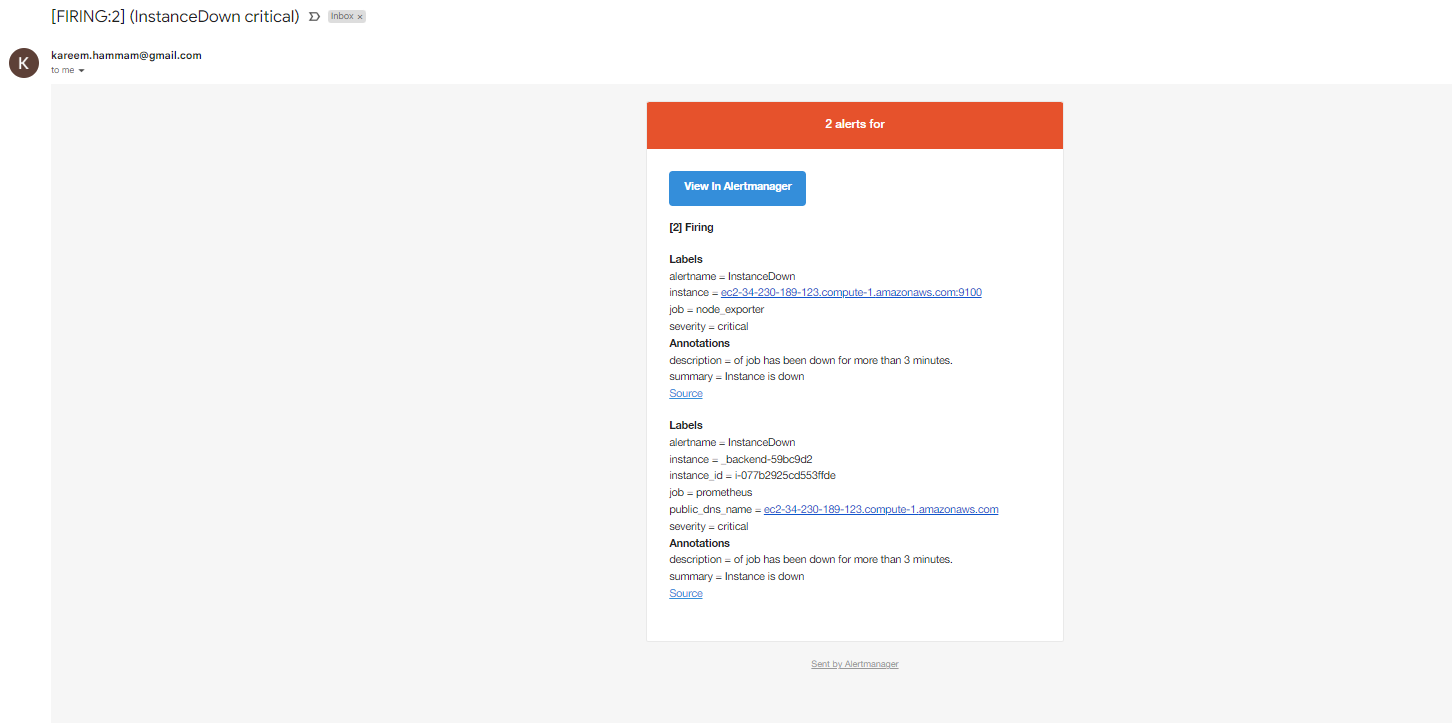 [FIRING:2] (InstanceDown critical)
Inbox ×
K
kareem.hammam@gmail.com
to me
2 alerts for
View In Alertmanager
[2] Firing
Labels
alertname = InstanceDown
instance = ec2-34-230-189-123.compute-1.amazonaws.com:9100
job = node_exporter
severity = critical
Annotations
description = of job has been down for more than 3 minutes.
summary = Instance is down
Source
Labels
alertname = InstanceDown
instance = _backend-59bc9d2
instance_id = i-077b2925cd553ffde
job = prometheus
public_dns_name = ec2-34-230-189-123.compute-1.amazonaws.com
severity = critical
Annotations
description = of job has been down for more than 3 minutes.
summary = Instance is down
Source
Sent by Alertmanager